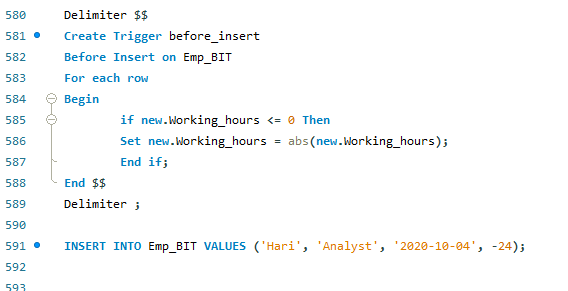 580 Delimiter $$
581 Create Trigger before_insert
582 Before Insert on Emp_BIT
583 For each row
584 Begin
585 if new.Working_hours <= 0 Then
586 Set new.Working_hours = abs(new.Working_hours);
587 End if;
588 End $$
589 Delimiter ;
590
591 INSERT INTO Emp_BIT VALUES ('Hari', 'Analyst', '2020-10-04', -24);
592
593